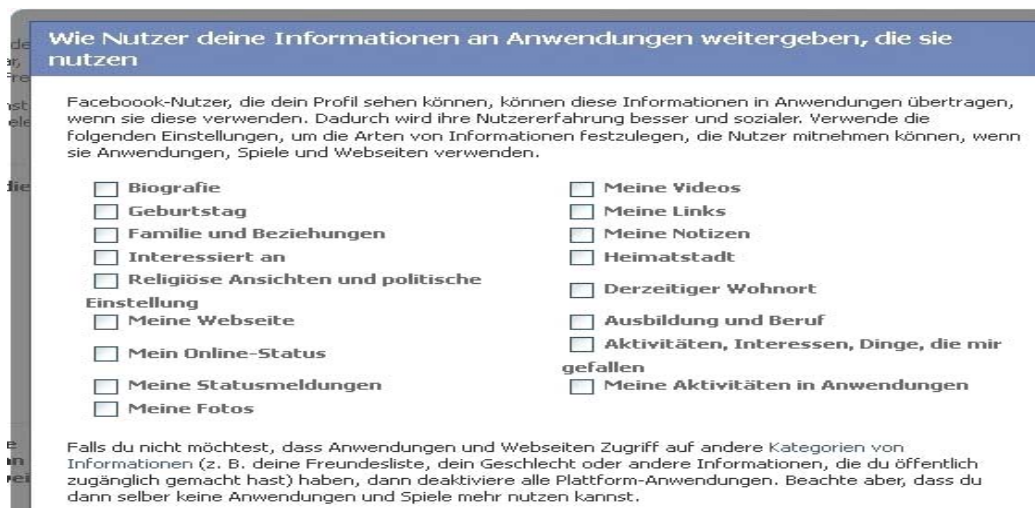 Wie Nutzer deine Informationen an Anwendungen weitergeben, die sie
nutzen
Faceboook-Nutzer, die dein Profil sehen können, können diese Informationen in Anwendungen übertragen,
wenn sie diese verwenden. Dadurch wird ihre Nutzererfahrung besser und sozialer. Verwende die
folgenden Einstellungen, um die Arten von Informationen festzulegen, die Nutzer mitnehmen können, wenn
sie Anwendungen, Spiele und Webseiten verwenden.
Biografie
Geburtstag
Familie und Beziehungen
Interessiert an
Religiöse Ansichten und politische
Einstellung
Meine Webseite
Mein Online-Status
Meine Statusmeldungen
Meine Fotos
Meine Videos
Meine Links
Meine Notizen
Heimatstadt
Derzeitiger Wohnort
Ausbildung und Beruf
Aktivitäten, Interessen, Dinge, die mir
gefallen
Meine Aktivitäten in Anwendungen
Falls du nicht möchtest, dass Anwendungen und Webseiten Zugriff auf andere Kategorien von
Informationen (z. B. deine Freundesliste, dein Geschlecht oder andere Informationen, die du öffentlich
zugänglich gemacht hast) haben, dann deaktiviere alle Plattform-Anwendungen. Beachte aber, dass du
dann selber keine Anwendungen und Spiele mehr nutzen kannst.